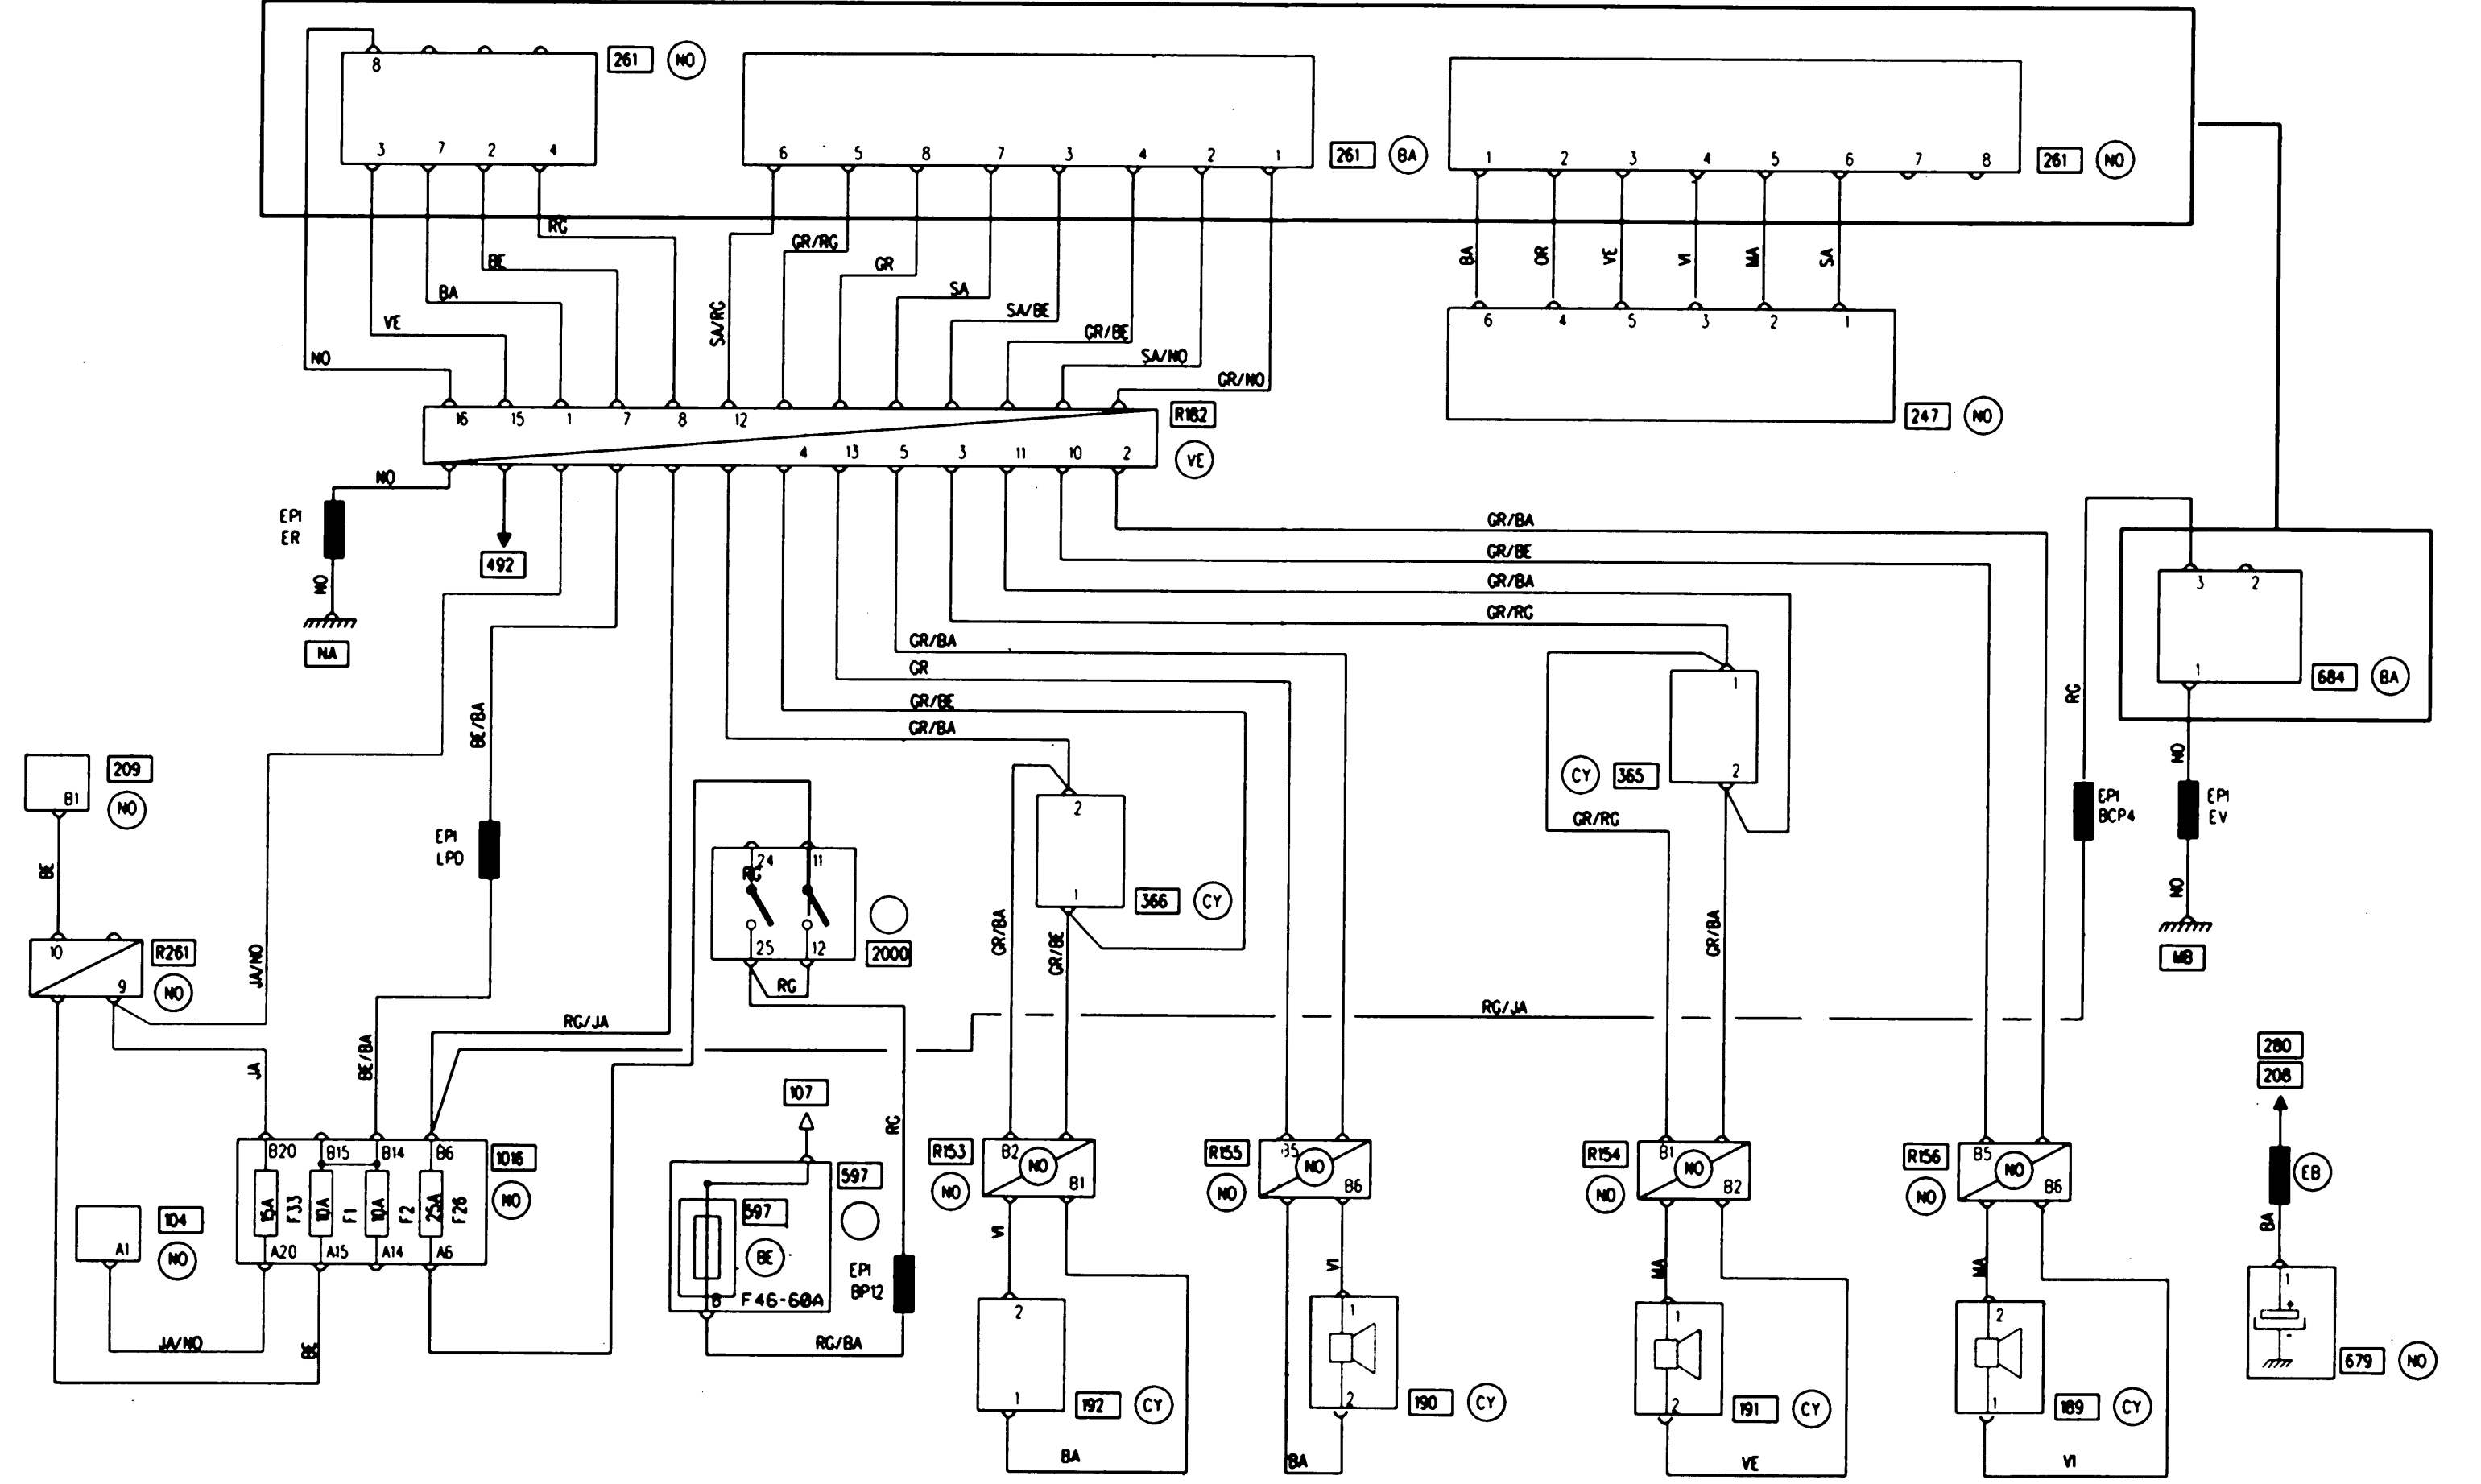 8
261 NO
3 7 2 4
6 5 8 7 3 4 2 1
261 BA
1 2 3 4 5 6 7 8
261 NO
RG
BE
BA
VE
NO
SA/RG
GR/RG
GR
SA
SA/BE
GR/BE
SA/NO
GR/NO
BA OR VE VI MA SA
6 4 5 3 2 1
247 NO
16 15 1 7 8 12
4 13 5 3 11 10 2
R182
VE
NO
EPI
ER
NO
NA
492
GR/BA
GR/BE
GR/BA
GR/RG
GR/BA
GR
GR/BE
GR/BA
3 2
1
684 BA
RG
NO
EPI
BCP4
EPI
EV
NO
MB
1
2
CY 365
GR/RG
GR/BA
BE/BA
EPI
LPD
209
B1
NO
BE
10
9
R261
NO
JA/NO
24 11
RG
25 12
RG
2000
2
1
366 CY
GR/BA
GR/BE
RG/JA
RG/JA
JA
BE/BA
B20 B15 B14 B6
15A F33 10A F1 10A F2 25A F26
A20 A15 A14 A6
1016
NO
104
A1
NO
JA/NO
BE
107
RG
597
597
BE
B F46-60A
EPI
BP12
RG/BA
R153
NO
B2
NO
B1
VI
2
1
192 CY
BA
R155
NO
NO
B6
VI
1
2
190 CY
BA
R154
NO
B1
NO
B2
MA
1
2
191 CY
VE
R156
NO
B5
NO
B6
MA
2
1
189 CY
VI
280
208
EB
BA
1
+
-
679 NO